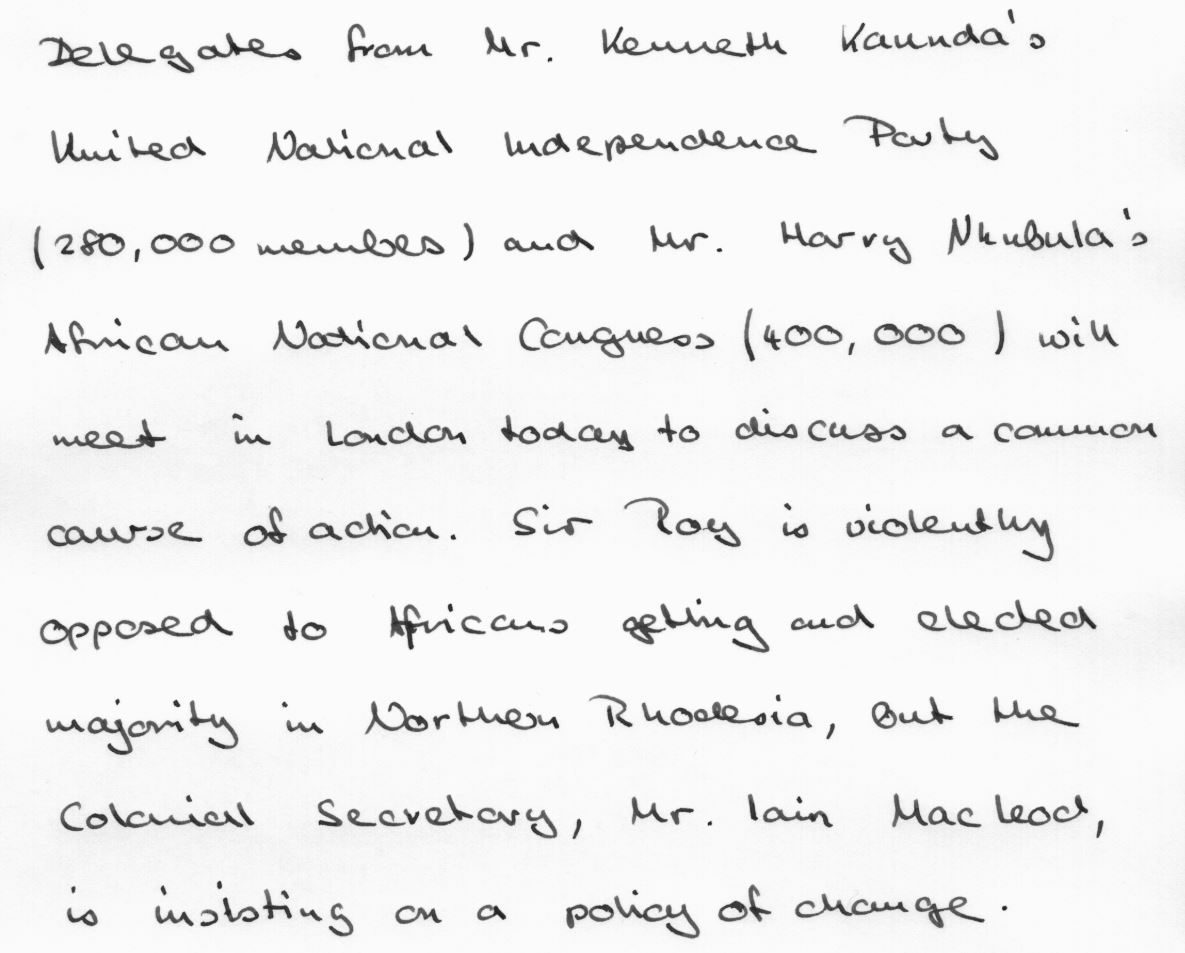 Delegates from Mr. Kenneth Kaunda's
United National Independence Party
(280,000 members) and Mr. Harry Nkubula's
African National Congress (400,000) will
meet in London today to discuss a common
course of action. Sir Roy is violently
opposed to Africans getting and elected
majority in Northern Rhodesia, but the
Colonial Secretary, Mr. Iain Macleod,
is insisting on a policy of change.